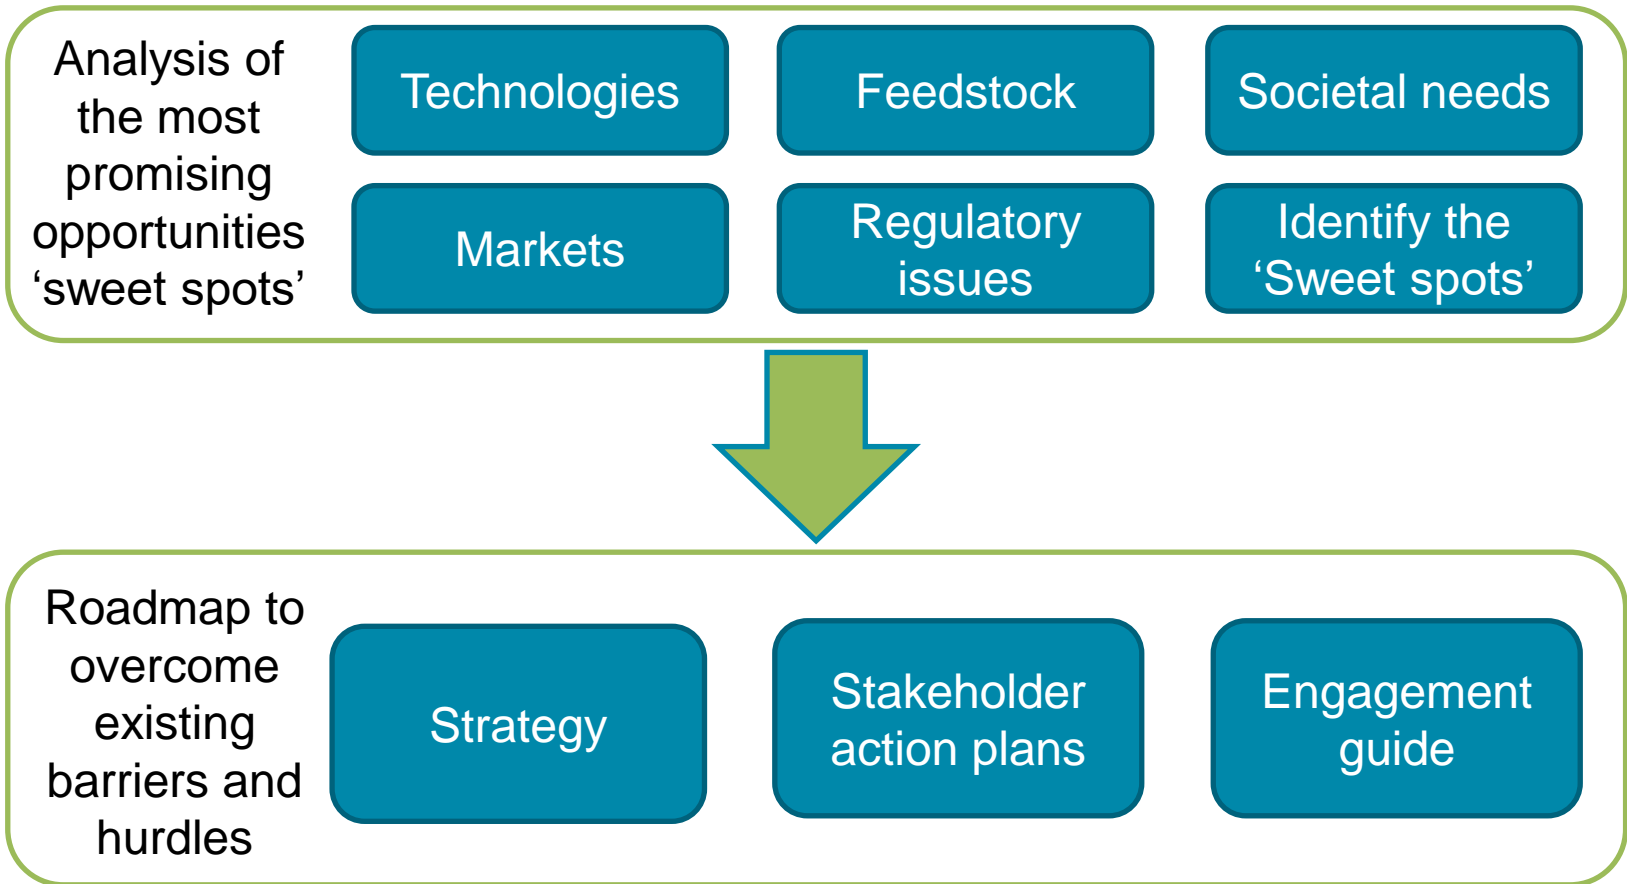 Analysis of
the most
promising
opportunities
‘sweet spots’
Technologies
Feedstock
Societal needs
Markets
Regulatory
issues
Identify the
‘Sweet spots’
Roadmap to
overcome
existing
barriers and
hurdles
Strategy
Stakeholder
action plans
Engagement
guide